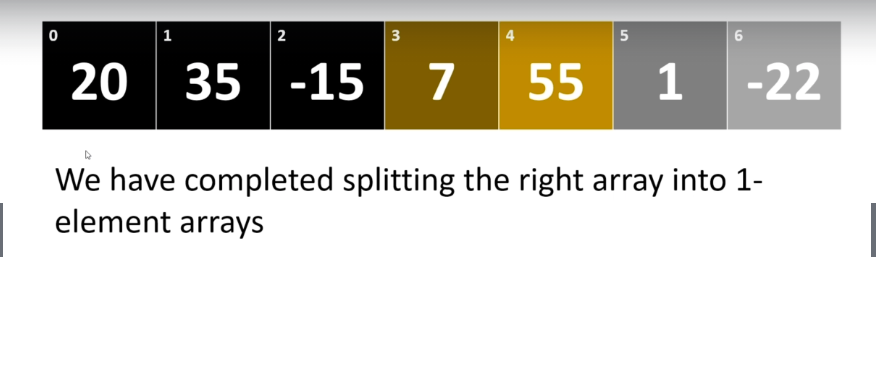 0 1 2 3 4 5 6
20 35 -15 7 55 1 -22
We have completed splitting the right array into 1-
element arrays